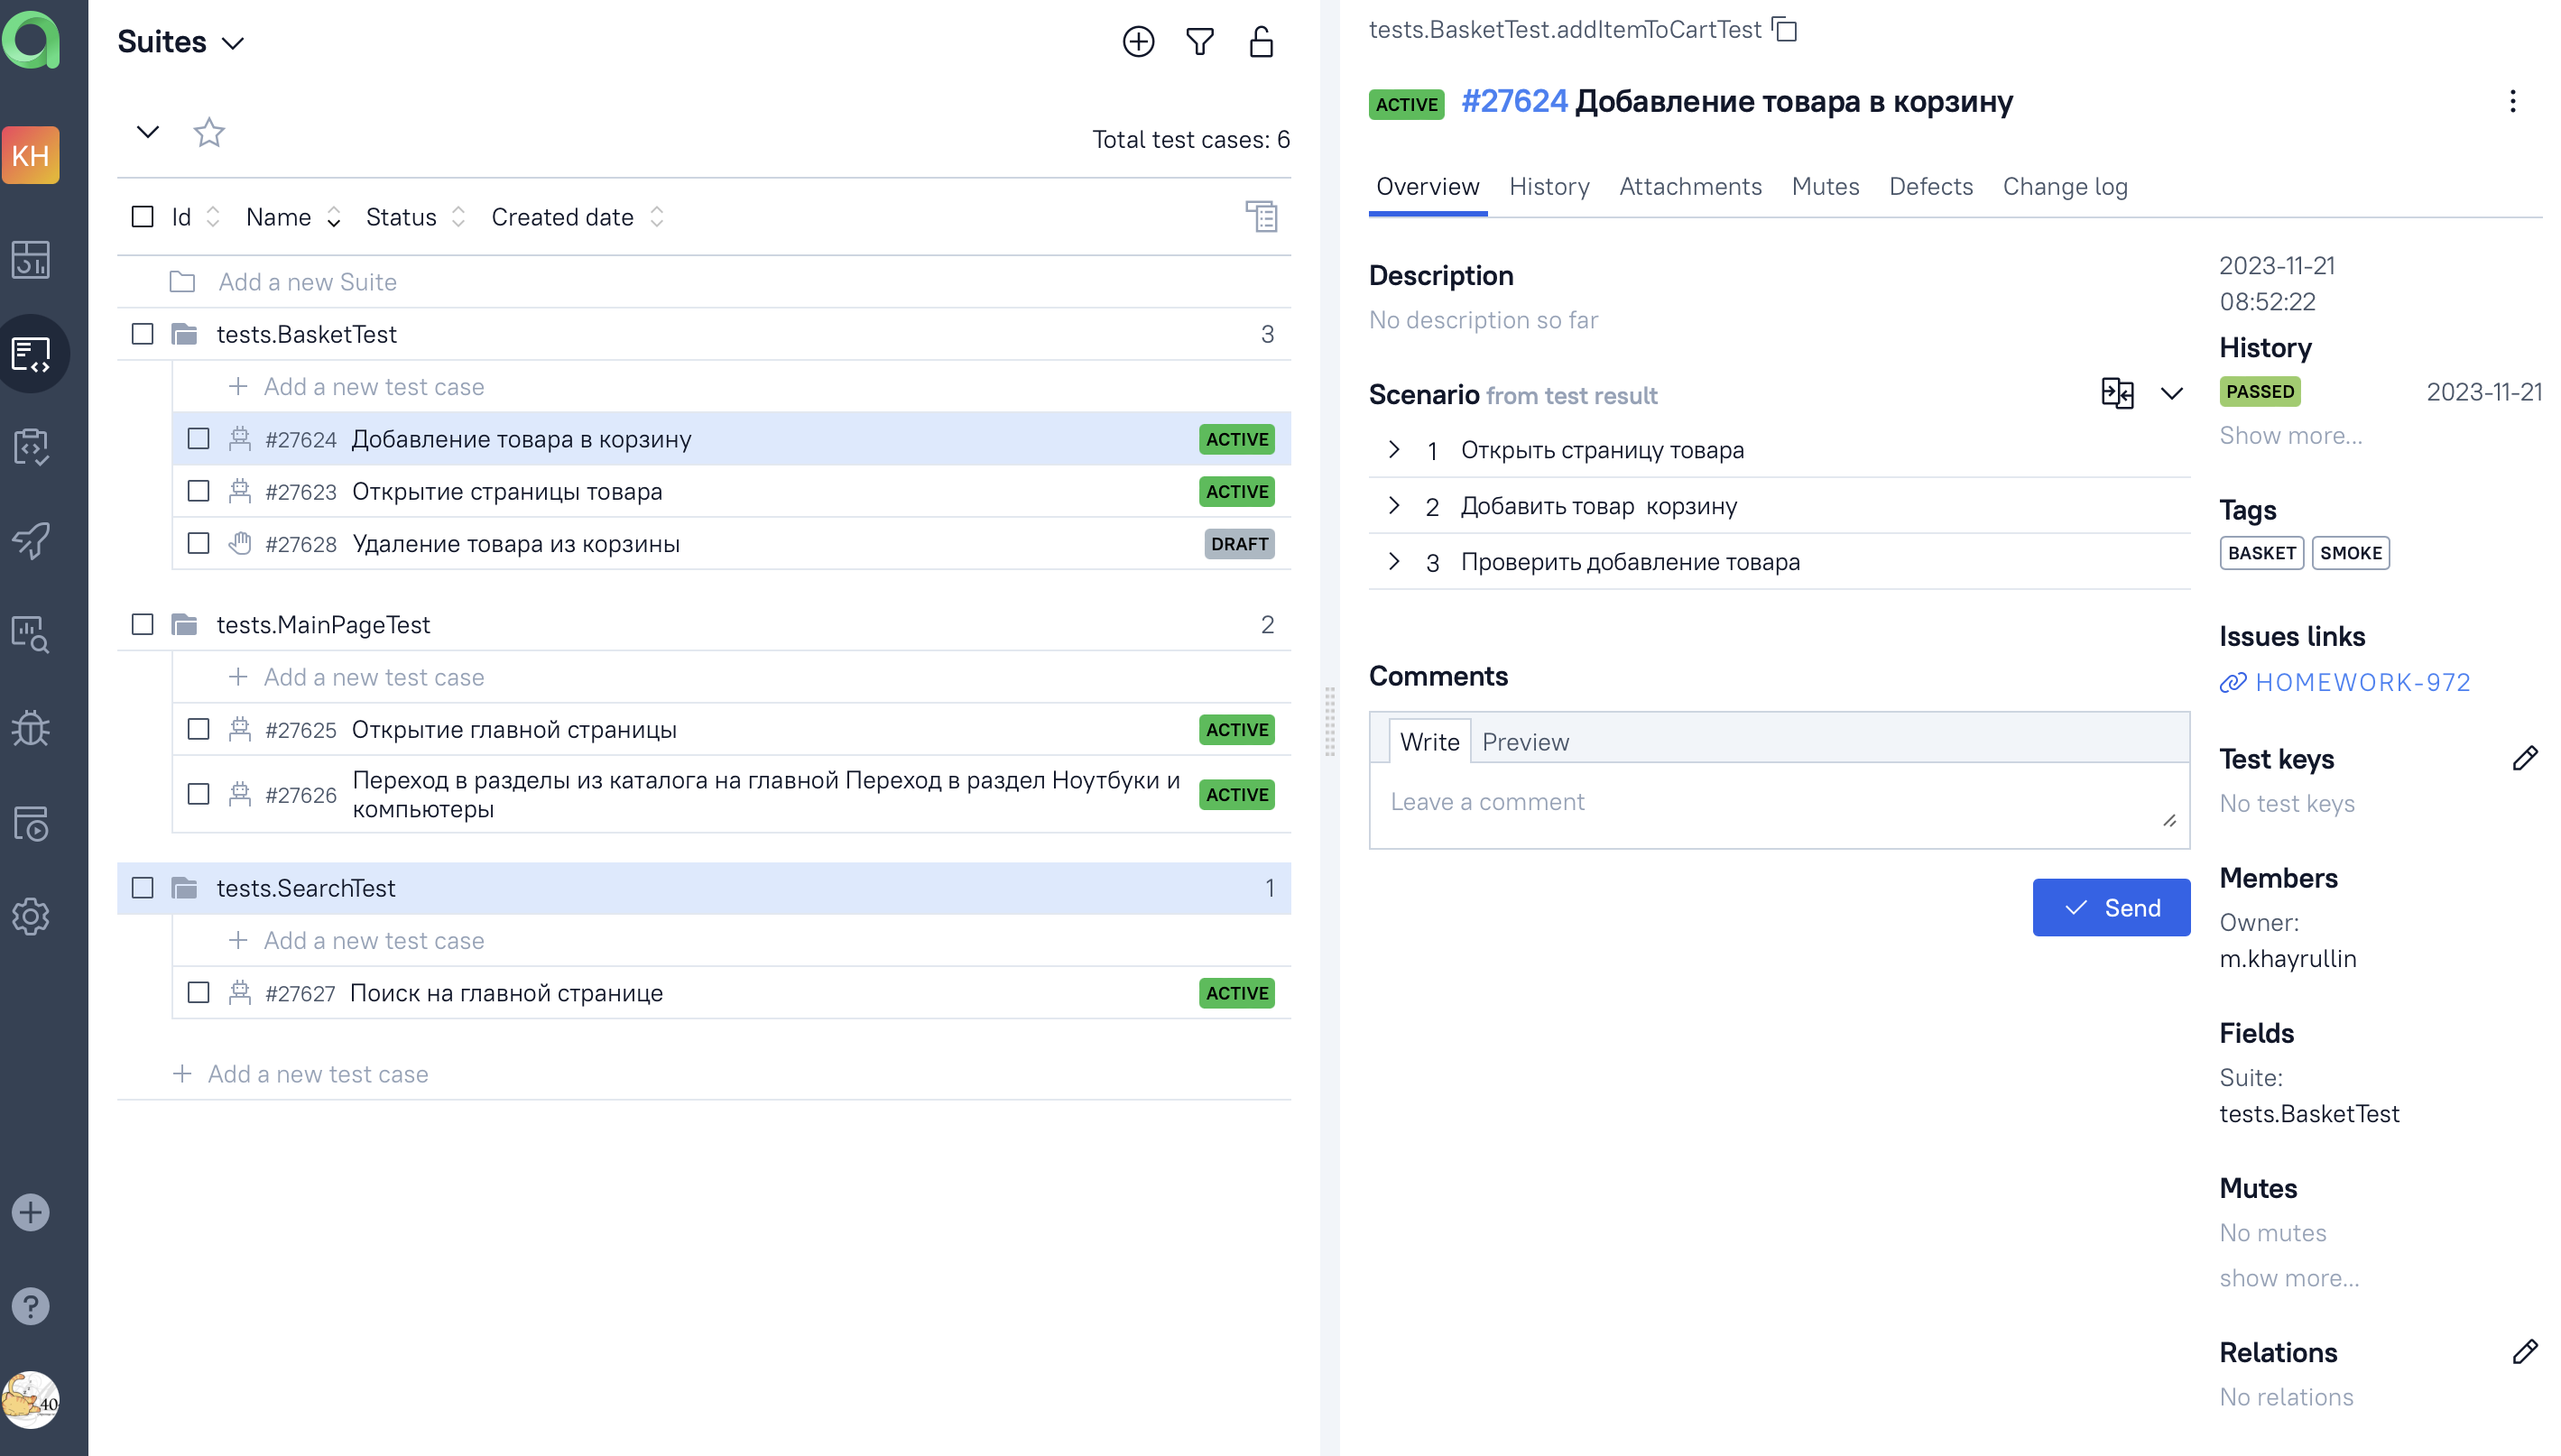 KH
Suites
Total test cases: 6
Id Name Status Created date
Add a new Suite
tests.BasketTest 3
Add a new test case
#27624 Добавление товара в корзину ACTIVE
#27623 Открытие страницы товара ACTIVE
#27628 Удаление товара из корзины DRAFT
tests.MainPageTest 2
Add a new test case
#27625 Открытие главной страницы ACTIVE
#27626 Переход в разделы из каталога на главной Переход в раздел Ноутбуки и
компьютеры ACTIVE
tests.SearchTest 1
Add a new test case
#27627 Поиск на главной странице ACTIVE
Add a new test case
40
tests.BasketTest.addItemToCartTest
ACTIVE #27624 Добавление товара в корзину
Overview History Attachments Mutes Defects Change log
Description
No description so far
Scenario from test result
1 Открыть страницу товара
2 Добавить товар  корзину
3 Проверить добавление товара
Comments
Write Preview
Leave a comment
Send
2023-11-21
08:52:22
History
PASSED 2023-11-21
Show more...
Tags
BASKET SMOKE
Issues links
HOMEWORK-972
Test keys
No test keys
Members
Owner:
m.khayrullin
Fields
Suite:
tests.BasketTest
Mutes
No mutes
show more...
Relations
No relations